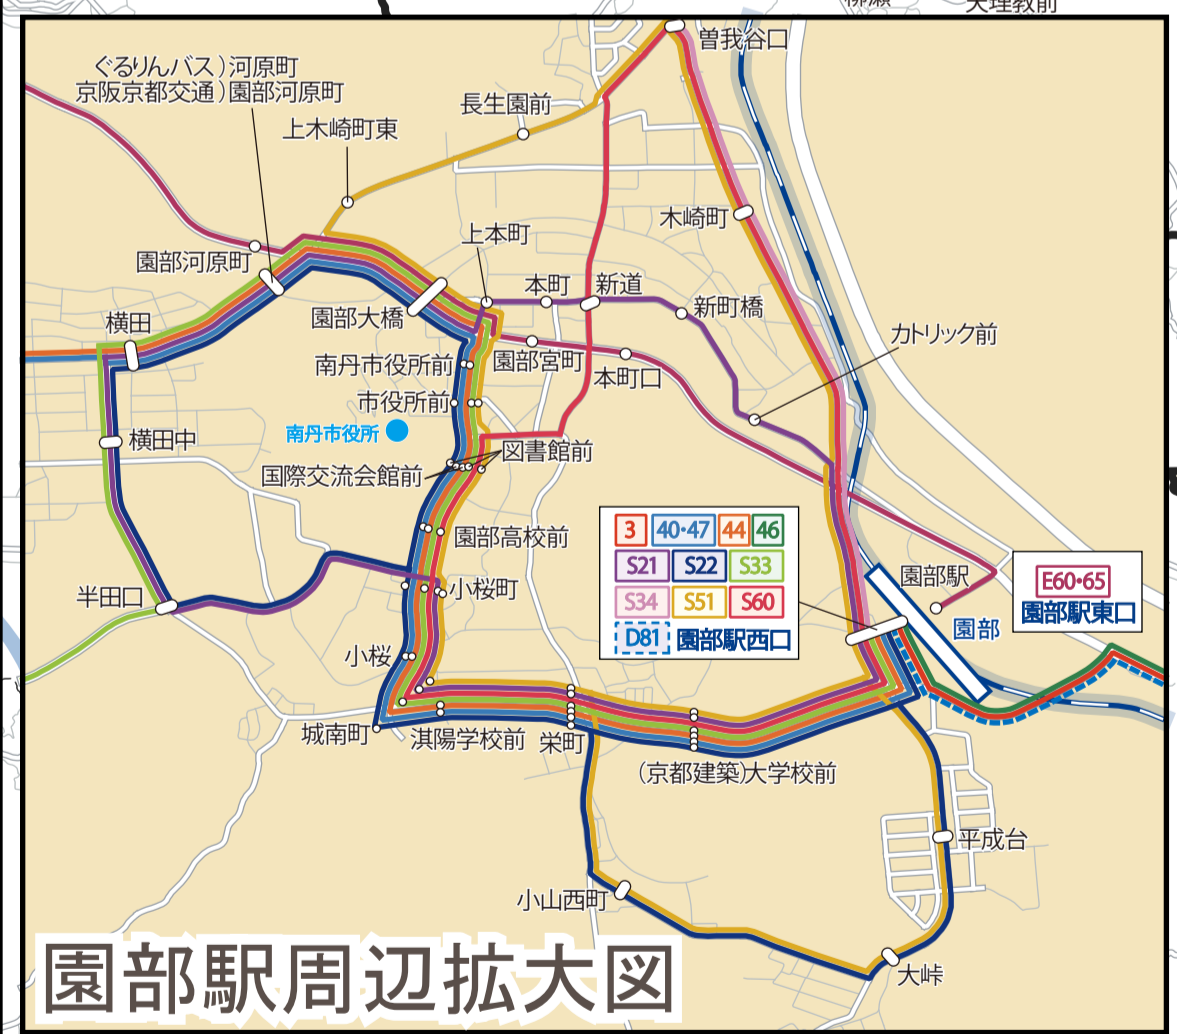 柳瀬
天理教前
曽我谷口
ぐるりんバス）河原町
京阪京都交通）園部河原町
長生園前
上木崎町東
木崎町
上本町
園部河原町
本町
新道
新町橋
園部大橋
横田
カトリック前
園部宮町
南丹市役所前
本町口
市役所前
南丹市役所
横田中
図書館前
国際交流会館前
園部高校前
3 40・47 44 46
S21 S22 S33
S34 S51 S60
D81 園部駅西口
園部駅
E60・65
園部駅東口
小桜町
半田口
園部
小桜
城南町
淇陽学校前
栄町
（京都建築）大学校前
平成台
小山西町
大峠
園部駅周辺拡大図